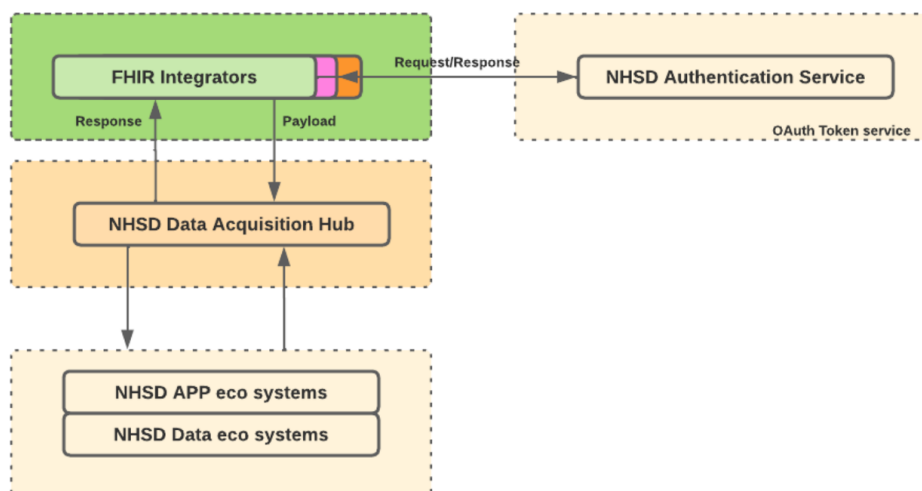 FHIR Integrators
Request/Response
NHSD Authentication Service
OAuth Token service
Response
Payload
NHSD Data Acquisition Hub
NHSD APP eco systems
NHSD Data eco systems